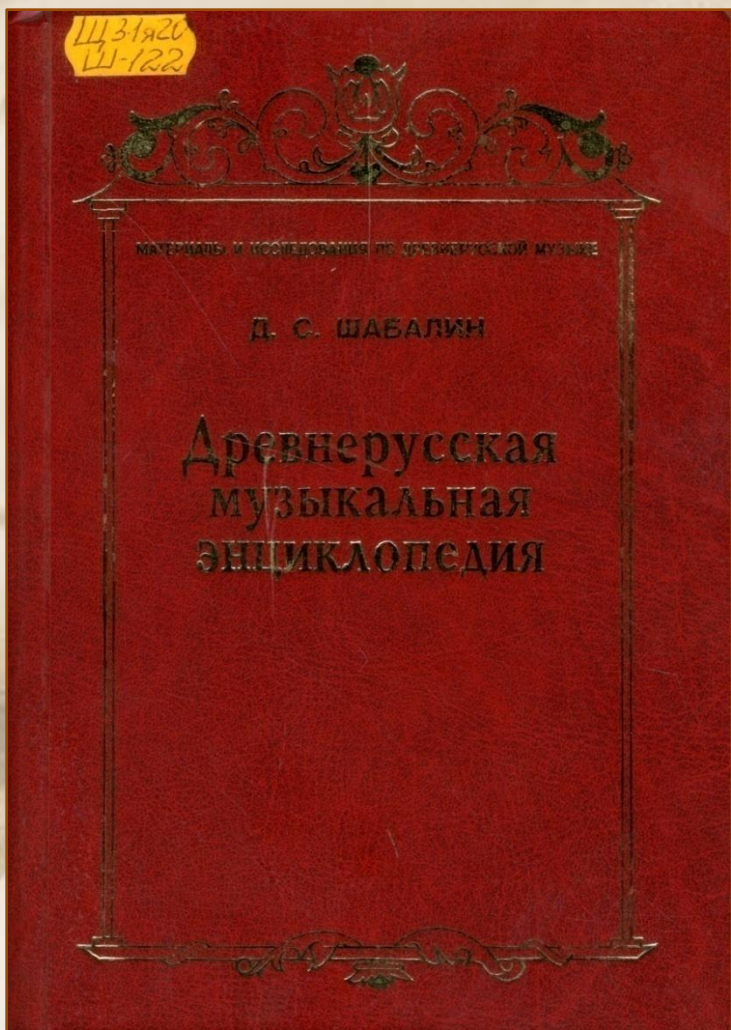 Щ31я20
Ш-122
МАТЕРИАЛЫ И ИССЛЕДОВАНИЯ ПО ДРЕВНЕРУССКОЙ МУЗЫКЕ
Д. С. ШАБАЛИН
Древнерусская
музыкальная
энциклопедия